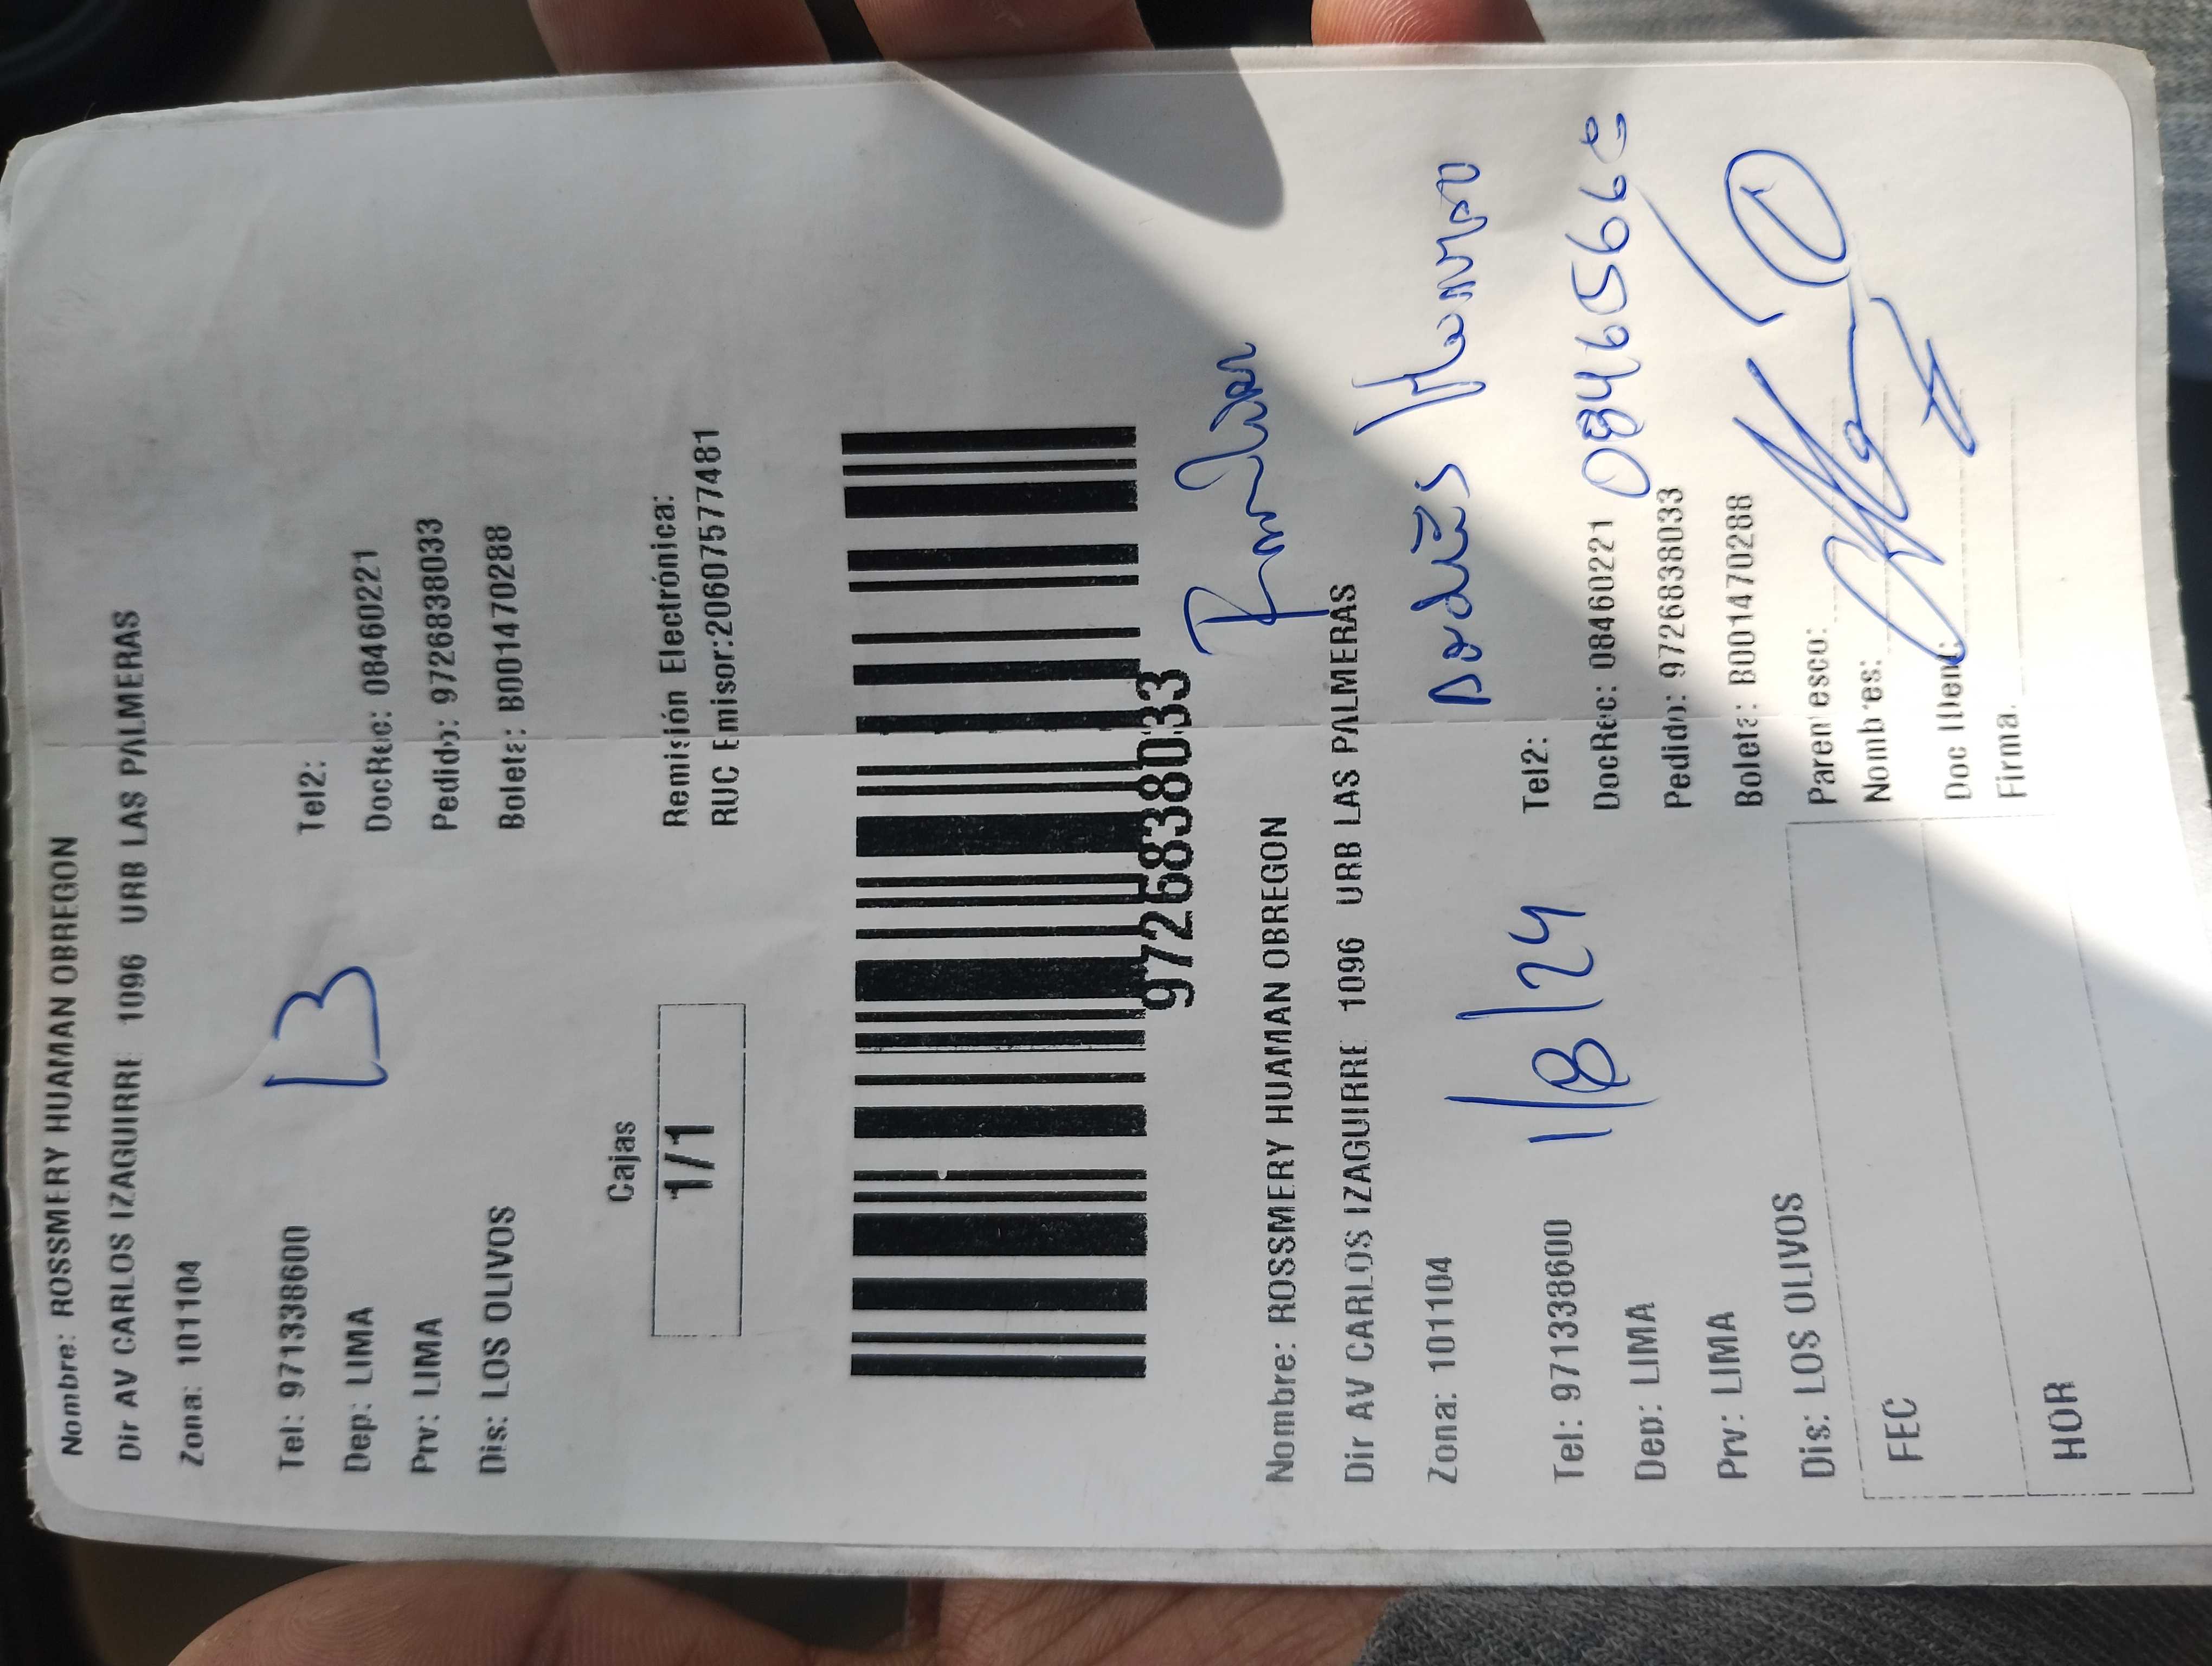 Nombre: ROSSMERY HUAMAN OBREGON
Dir AV CARLOS IZAGUIRRE 1096 URB LAS PALMERAS
Zona: 101104
Tel: 971338600 Tel2:
Dep: LIMA DocRec: 08460221
Prv: LIMA Pedido: 9726838033
Dis: LOS OLIVOS Boleta: B001470288
Cajas
1/1
Remisión Electrónica:
RUC Emisor:20607577481
9726838033
Nombre: ROSSMERY HUAMAN OBREGON
Dir AV CARLOS IZAGUIRRE 1096 URB LAS PALMERAS
Zona: 101104
1/8/24
Tel: 971338600 Tel2:
Dep: LIMA DocRec: 08460221
Prv: LIMA Pedido: 9726838033
Dis: LOS OLIVOS Boleta: B001470288
Parentesco:
Nombres:
Doc Ident:
Firma:
FEC
HOR